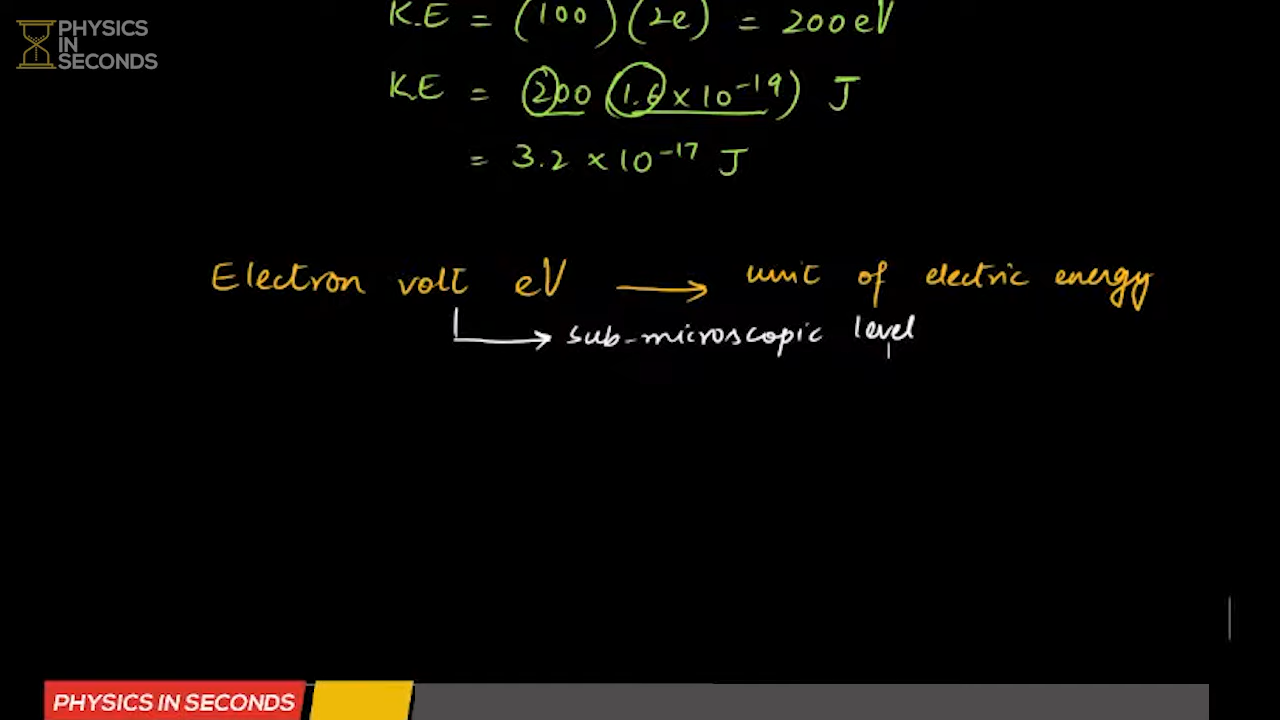 PHYSICS
IN
SECONDS
K.E = (100)(2e) = 200 eV
K.E = 200 (1.6 × 10⁻¹⁹) J
= 3.2 × 10⁻¹⁷ J
Electron volt eV → unit of electric energy
→ sub-microscopic level
PHYSICS IN SECONDS